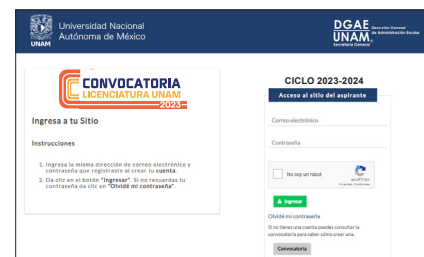 Universidad Nacional
Autónoma de México
UNAM
DGAE
UNAM
Dirección General
de Administración Escolar
Secretaría General
CONVOCATORIA
LICENCIATURA UNAM
2023
Ingresa a tu Sitio
Instrucciones
1. Ingresa la misma dirección de correo electrónico y
contraseña que registraste al crear tu cuenta.
2. Da clic en el botón "Ingresar". Si no recuerdas tu
contraseña da clic en "Olvidé mi contraseña".
CICLO 2023-2024
Acceso al sitio del aspirante
Correo electrónico
Contraseña
No soy un robot
reCAPTCHA
Privacidad - Condiciones
Ingresar
Olvidé mi contraseña
Si no tienes una cuenta puedes consultar la
convocatoria para saber cómo crear una.
Convocatoria